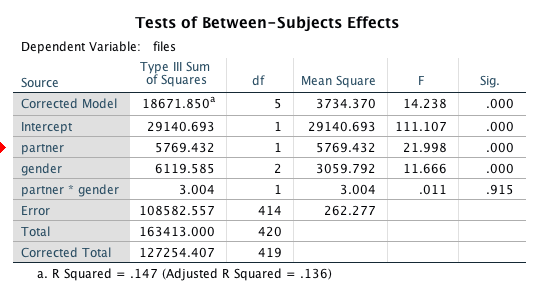 Tests of Between-Subjects Effects
Dependent Variable: files
Source Type III Sum of Squares df Mean Square F Sig.
Corrected Model 18671.850a 5 3734.370 14.238 .000
Intercept 29140.693 1 29140.693 111.107 .000
partner 5769.432 1 5769.432 21.998 .000
gender 6119.585 2 3059.792 11.666 .000
partner * gender 3.004 1 3.004 .011 .915
Error 108582.557 414 262.277
Total 163413.000 420
Corrected Total 127254.407 419
a. R Squared = .147 (Adjusted R Squared = .136)